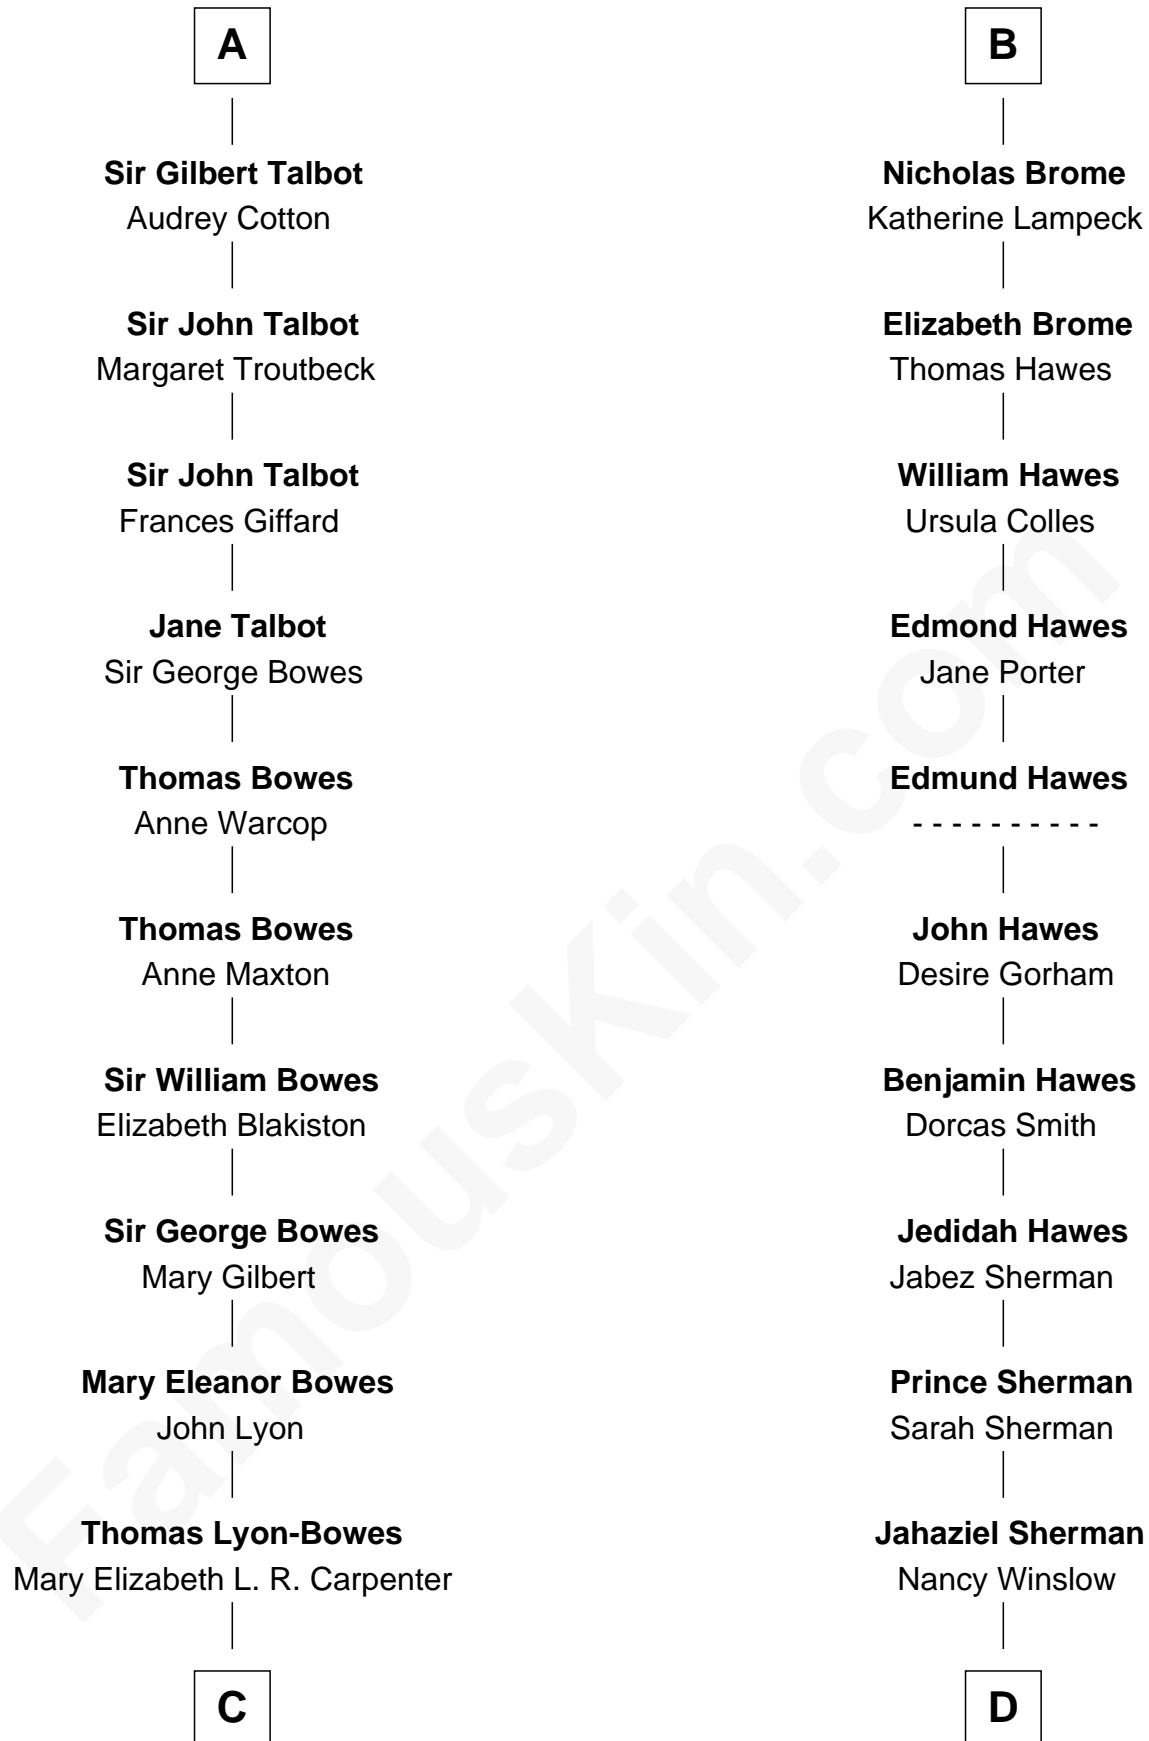 A
Sir Gilbert Talbot
Audrey Cotton
Sir John Talbot
Margaret Troutbeck
Sir John Talbot
Frances Giffard
Jane Talbot
Sir George Bowes
Thomas Bowes
Anne Warcop
Thomas Bowes
Anne Maxton
Sir William Bowes
Elizabeth Blakiston
Sir George Bowes
Mary Gilbert
Mary Eleanor Bowes
John Lyon
Thomas Lyon-Bowes
Mary Elizabeth L. R. Carpenter
C
B
Nicholas Brome
Katherine Lampeck
Elizabeth Brome
Thomas Hawes
William Hawes
Ursula Colles
Edmond Hawes
Jane Porter
Edmund Hawes
- - - - - - - - - -
John Hawes
Desire Gorham
Benjamin Hawes
Dorcas Smith
Jedidah Hawes
Jabez Sherman
Prince Sherman
Sarah Sherman
Jahaziel Sherman
Nancy Winslow
D
FamousKin.com